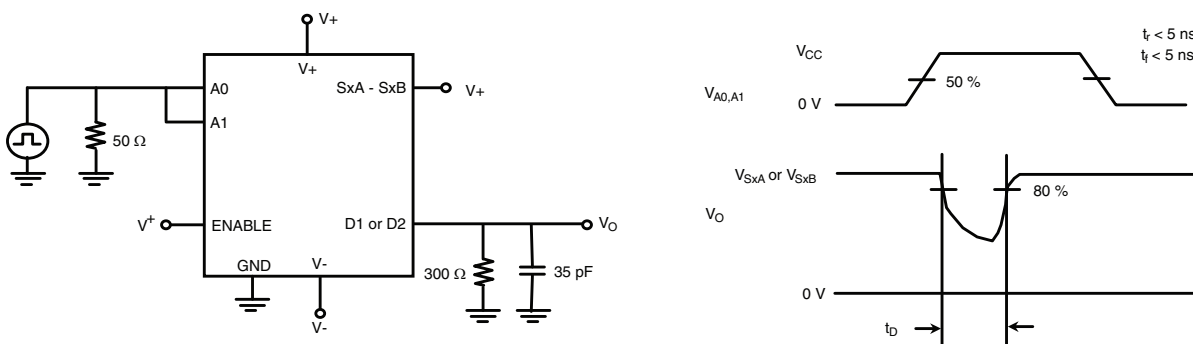 V+
V+
A0
SxA - SxB
V+
A1
50 Ω
V+
ENABLE
D1 or D2
VO
GND
V-
300 Ω
35 pF
V-
tr < 5 ns
tf < 5 ns
VCC
50 %
VA0,A1
0 V
VSxA or VSxB
80 %
VO
0 V
tD